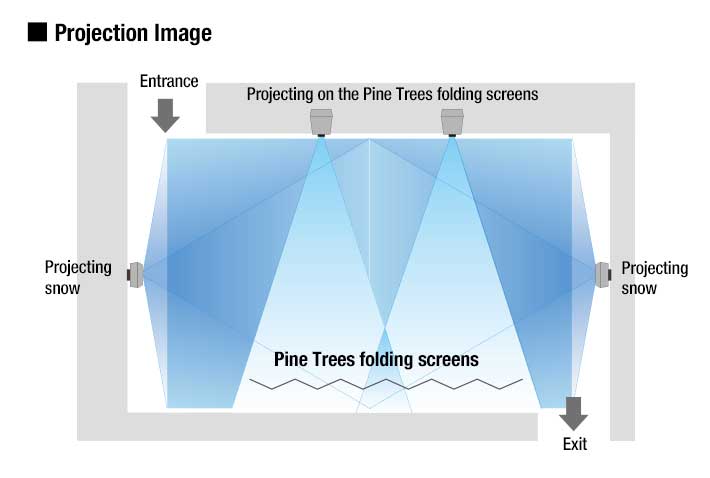 ■ Projection Image
Entrance
Projecting on the Pine Trees folding screens
Projecting
snow
Projecting
snow
Pine Trees folding screens
Exit